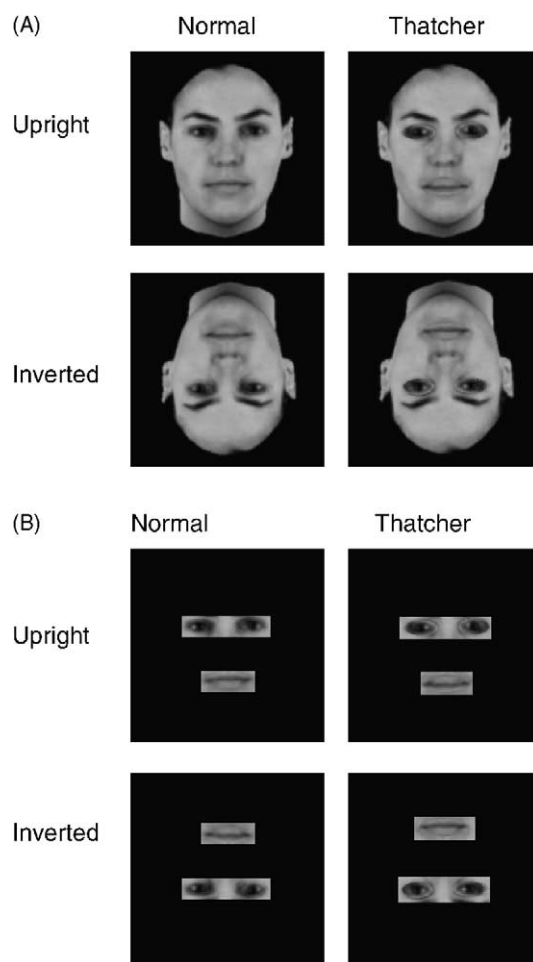 (A) Normal Thatcher
Upright
Inverted
(B) Normal Thatcher
Upright
Inverted